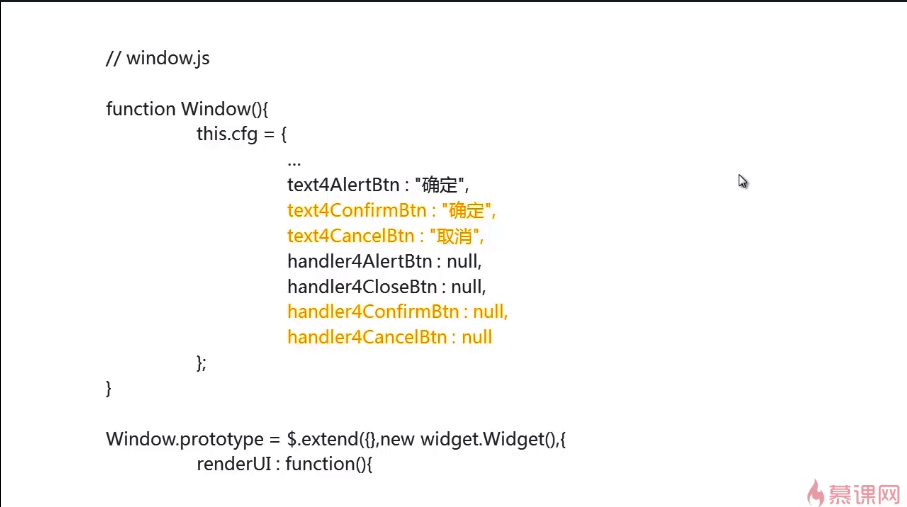 // window.js
function Window(){
this.cfg = {
...
text4AlertBtn : "确定",
text4ConfirmBtn : "确定",
text4CancelBtn : "取消",
handler4AlertBtn : null,
handler4CloseBtn : null,
handler4ConfirmBtn : null,
handler4CancelBtn : null
};
}
Window.prototype = $.extend({},new widget.Widget(),{
renderUI : function(){
慕课网